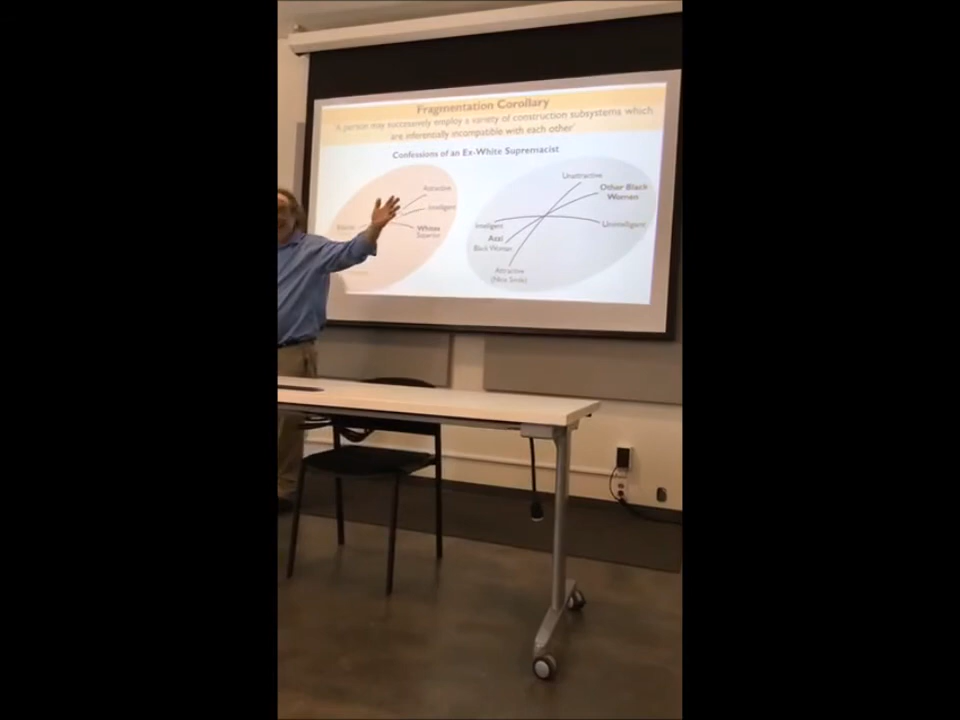 Fragmentation Corollary
"A person may successively employ a variety of construction subsystems which
are inferentially incompatible with each other"
Confessions of an Ex-White Supremacist
Attractive
Intelligent
Whites
Superior
Unattractive
Other Black
Women
Intelligent
Unintelligent
Black Woman
Attractive
(Nice Smile)